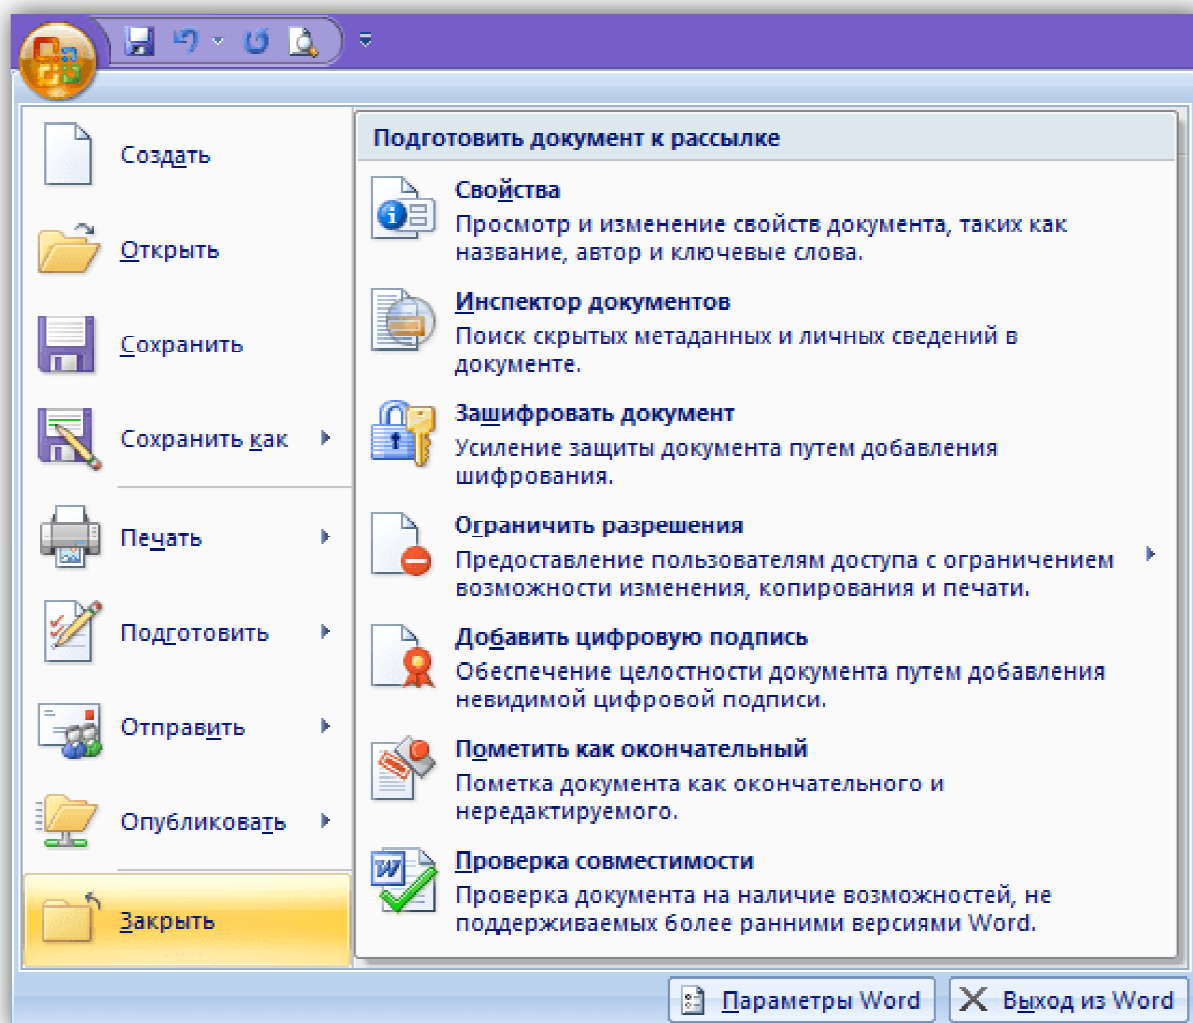 Создать
Открыть
Сохранить
Сохранить как
Печать
Подготовить
Отправить
Опубликовать
Закрыть
Подготовить документ к рассылке
Свойства
Просмотр и изменение свойств документа, таких как
название, автор и ключевые слова.
Инспектор документов
Поиск скрытых метаданных и личных сведений в
документе.
Зашифровать документ
Усиление защиты документа путем добавления
шифрования.
Ограничить разрешения
Предоставление пользователям доступа с ограничением
возможности изменения, копирования и печати.
Добавить цифровую подпись
Обеспечение целостности документа путем добавления
невидимой цифровой подписи.
Пометить как окончательный
Пометка документа как окончательного и
нередактируемого.
Проверка совместимости
Проверка документа на наличие возможностей, не
поддерживаемых более ранними версиями Word.
Параметры Word
Выход из Word